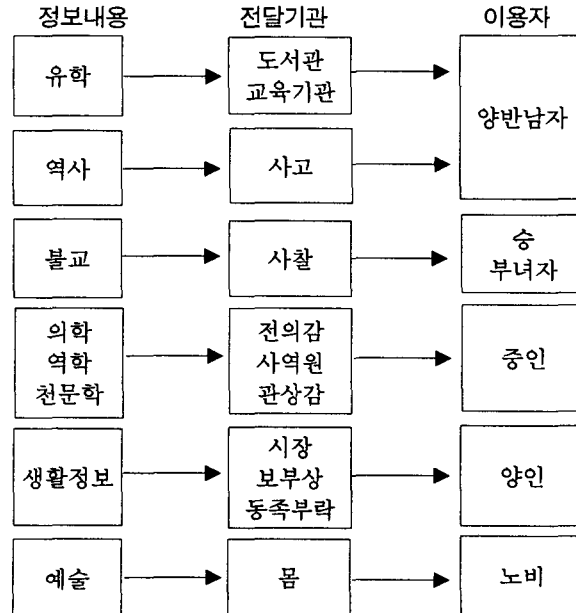 정보내용 전달기관 이용자
유학
도서관
교육기관
양반남자
역사
사고
불교
사찰
승
부녀자
의학
역학
천문학
전의감
사역원
관상감
중인
생활정보
시장
보부상
동족부락
양인
예술
몸
노비